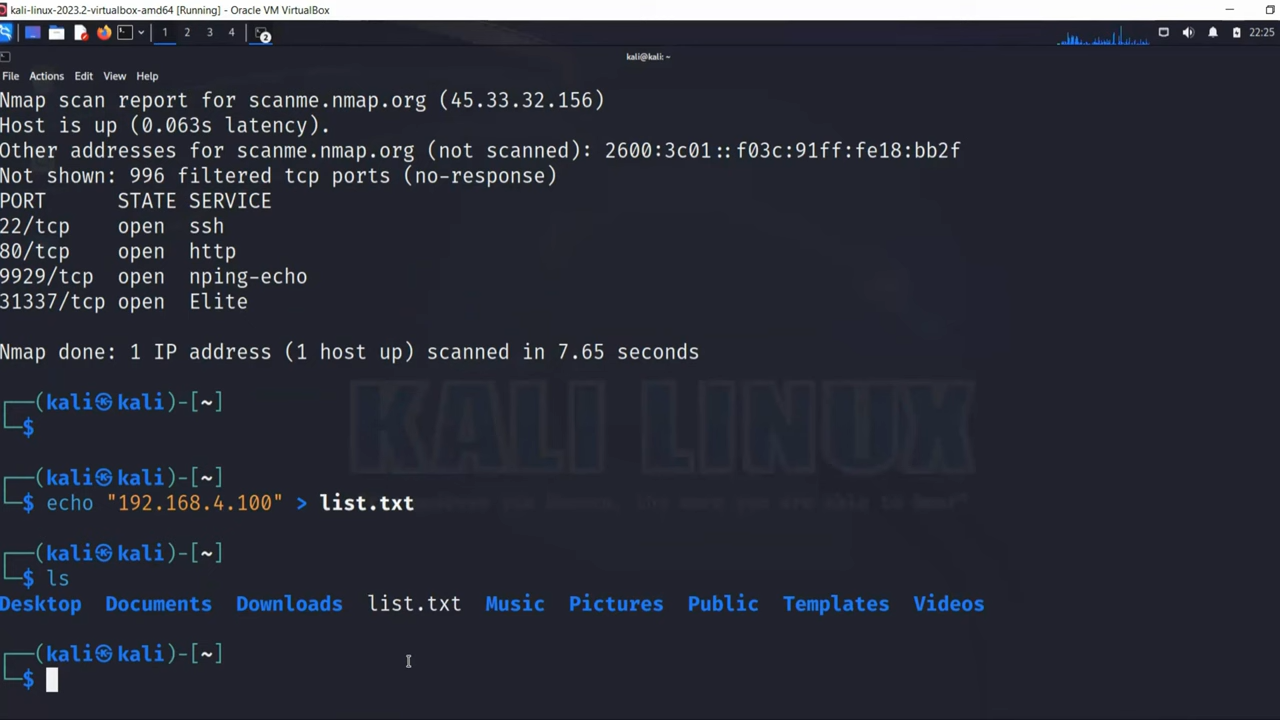 kali-linux-2023.2-virtualbox-amd64 [Running] - Oracle VM VirtualBox
1 2 3 4 2 22:25
kali@kali: ~
File Actions Edit View Help
Nmap scan report for scanme.nmap.org (45.33.32.156)
Host is up (0.063s latency).
Other addresses for scanme.nmap.org (not scanned): 2600:3c01::f03c:91ff:fe18:bb2f
Not shown: 996 filtered tcp ports (no-response)
PORT STATE SERVICE
22/tcp open ssh
80/tcp open http
9929/tcp open nping-echo
31337/tcp open Elite
Nmap done: 1 IP address (1 host up) scanned in 7.65 seconds
┌──(kali㉿kali)-[~]
└─$
┌──(kali㉿kali)-[~]
└─$ echo "192.168.4.100" > list.txt
┌──(kali㉿kali)-[~]
└─$ ls
Desktop Documents Downloads list.txt Music Pictures Public Templates Videos
┌──(kali㉿kali)-[~]
└─$
KALI LINUX